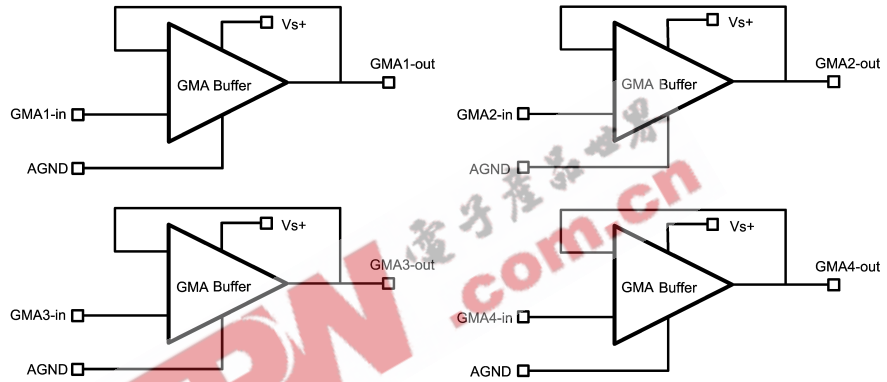 Vs+
GMA1-out
GMA Buffer
GMA1-in
AGND
Vs+
GMA2-out
GMA Buffer
GMA2-in
AGND
Vs+
GMA3-out
GMA Buffer
GMA3-in
AGND
Vs+
GMA4-out
GMA Buffer
GMA4-in
AGND
電子產品世界
.com.cn